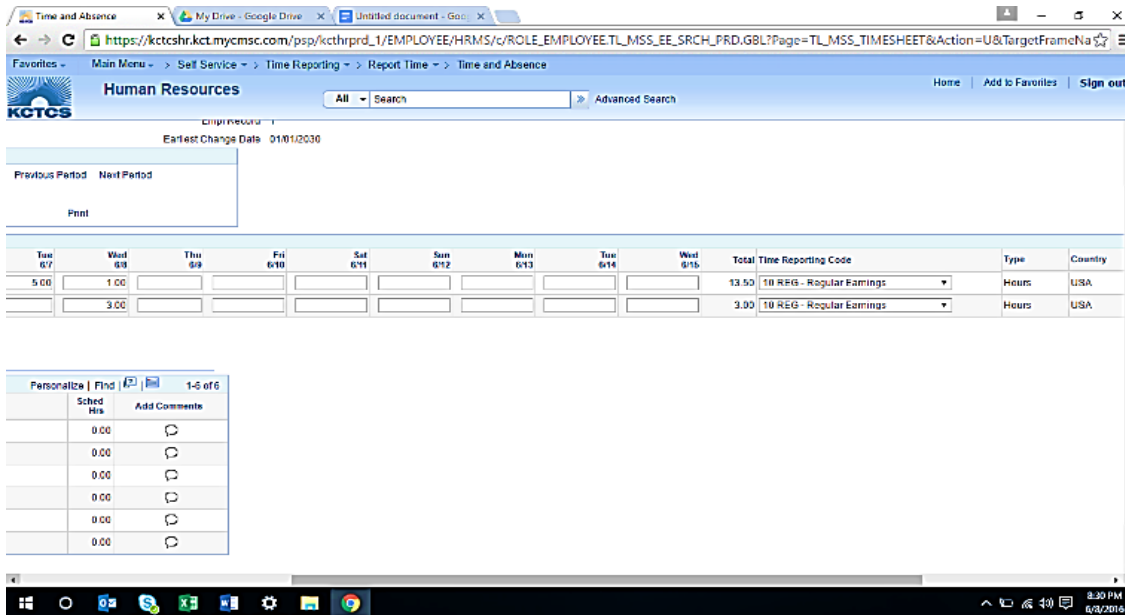 Time and Absence x My Drive - Google Drive x Untitled document - Goo x
https://kctcshr.kct.mycmsc.com/psp/kcthrprd_1/EMPLOYEE/HRMS/c/ROLE_EMPLOYEE.TL_MSS_EE_SRCH_PRD.GBL?Page=TL_MSS_TIMESHEET&Action=U&TargetFrameNa
Favorites Main Menu > Self Service > Time Reporting > Report Time > Time and Absence
KCTCS Human Resources All Search » Advanced Search Home | Add to Favorites | Sign out
Empl Record 1
Earliest Change Date 01/01/2030
Previous Period Next Period
Print
Tue Wed Thu Fri Sat Sun Mon Tue Wed Total Time Reporting Code Type Country
6/7 6/8 6/9 6/10 6/11 6/12 6/13 6/14 6/15
5.00 1.00 13.50 10 REG - Regular Earnings Hours USA
3.00 3.00 10 REG - Regular Earnings Hours USA
Personalize | Find | | 1-6 of 6
Sched Hrs Add Comments
0.00
0.00
0.00
0.00
0.00
0.00
8:30 PM
6/8/2016